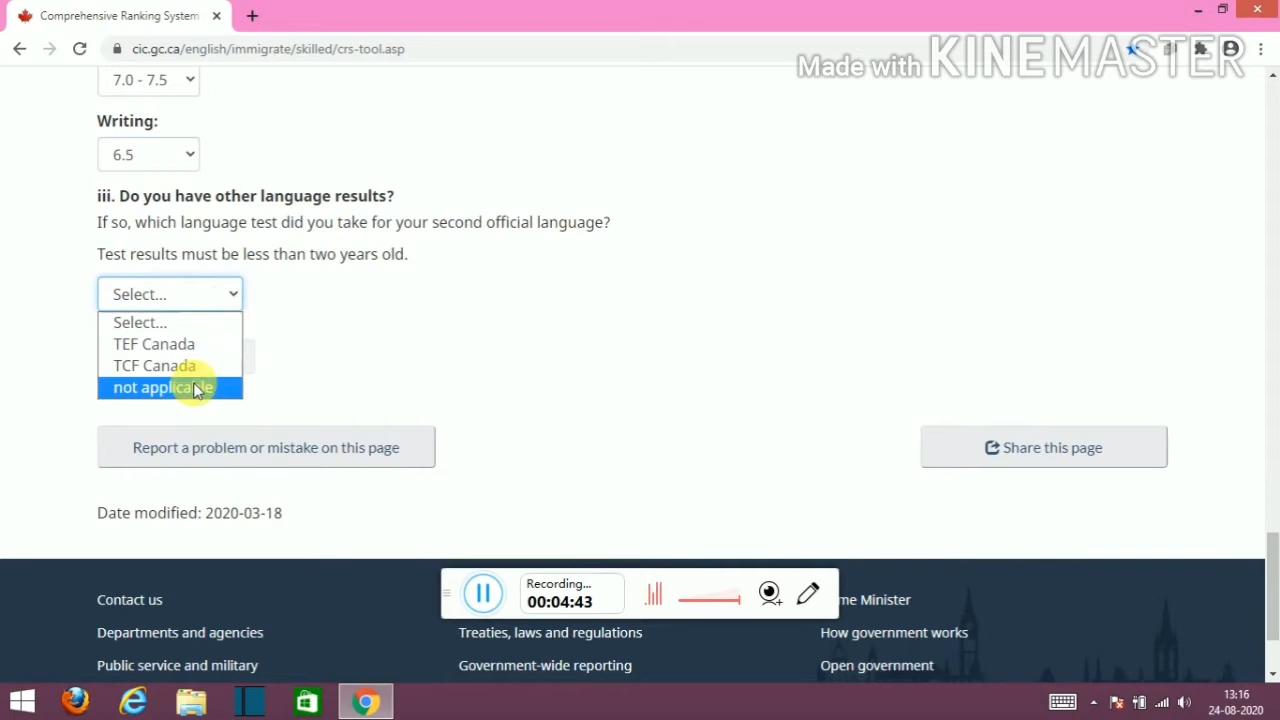 Comprehensive Ranking System
cic.gc.ca/english/immigrate/skilled/crs-tool.asp
Made with KINEMASTER
7.0 - 7.5
Writing:
6.5
iii. Do you have other language results?
If so, which language test did you take for your second official language?
Test results must be less than two years old.
Select...
Select...
TEF Canada
TCF Canada
not applicable
Report a problem or mistake on this page
Share this page
Date modified: 2020-03-18
Recording...
00:04:43
Contact us
Minister
Departments and agencies
Treaties, laws and regulations
How government works
Public service and military
Government-wide reporting
Open government
13:16
24-08-2020